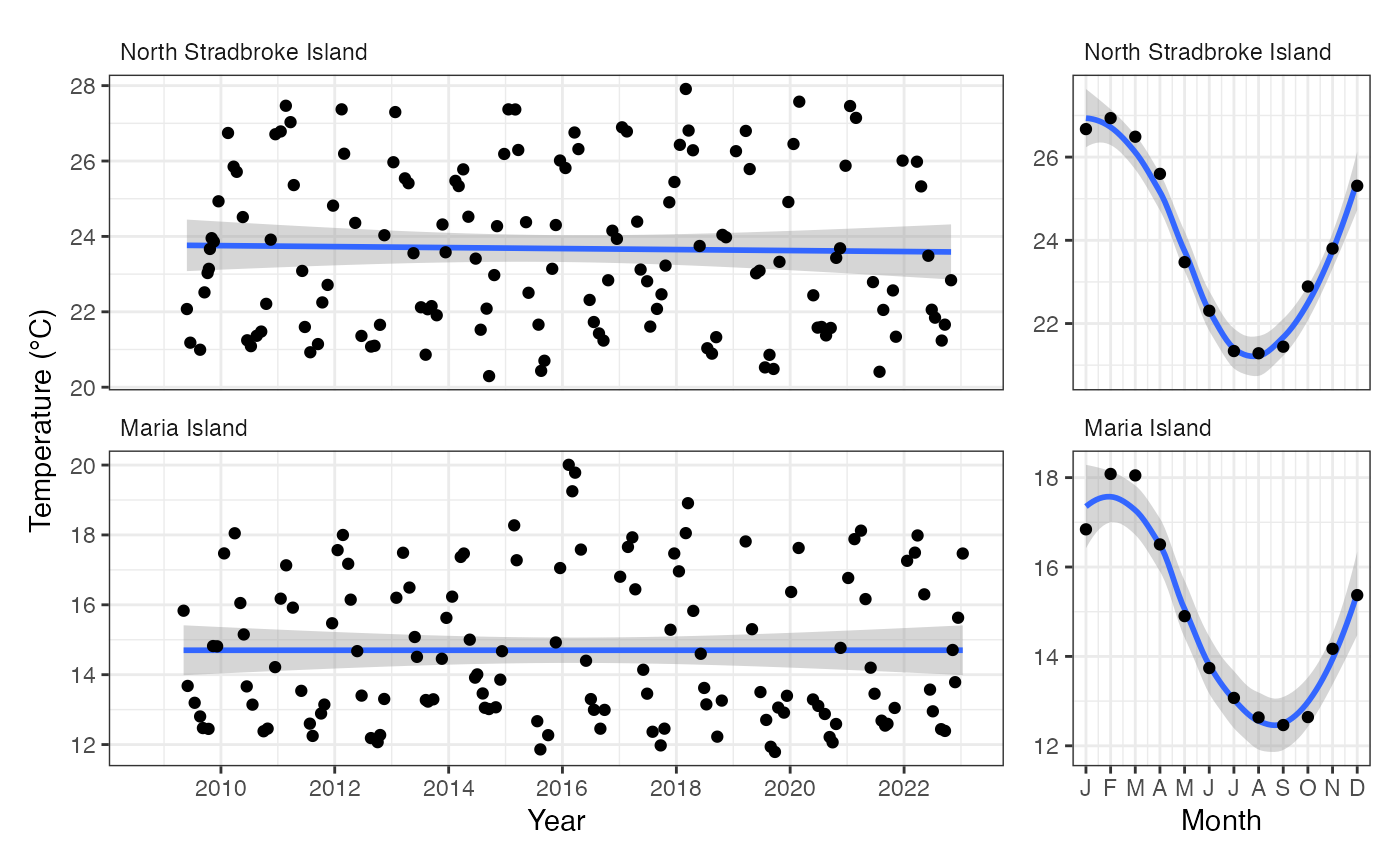 North Stradbroke Island
North Stradbroke Island
28
26
24
22
20
26
24
22
Temperature (°C)
Maria Island
Maria Island
20
18
16
14
12
18
16
14
12
2010 2012 2014 2016 2018 2020 2022
J F M A M J J A S O N D
Year
Month